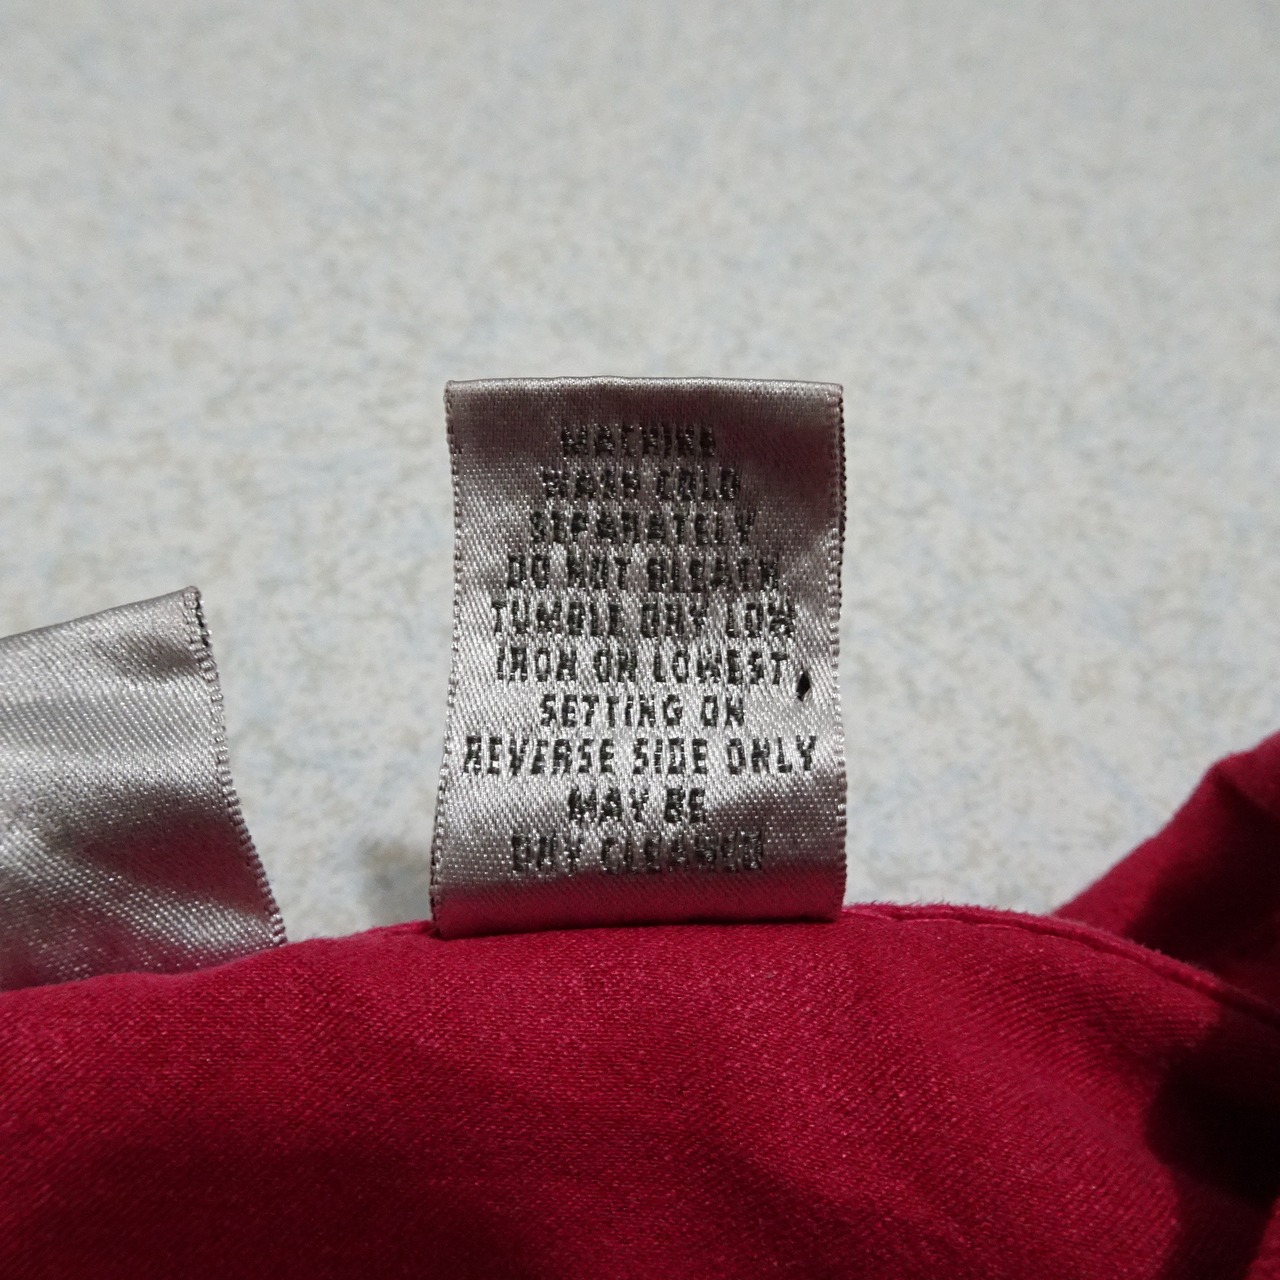 MACHINE
WASH COLD
SEPARATELY
DO NOT BLEACH
TUMBLE DRY LOW
IRON ON LOWEST,
SETTING ON
REVERSE SIDE ONLY
MAY BE
DRY CLEANED